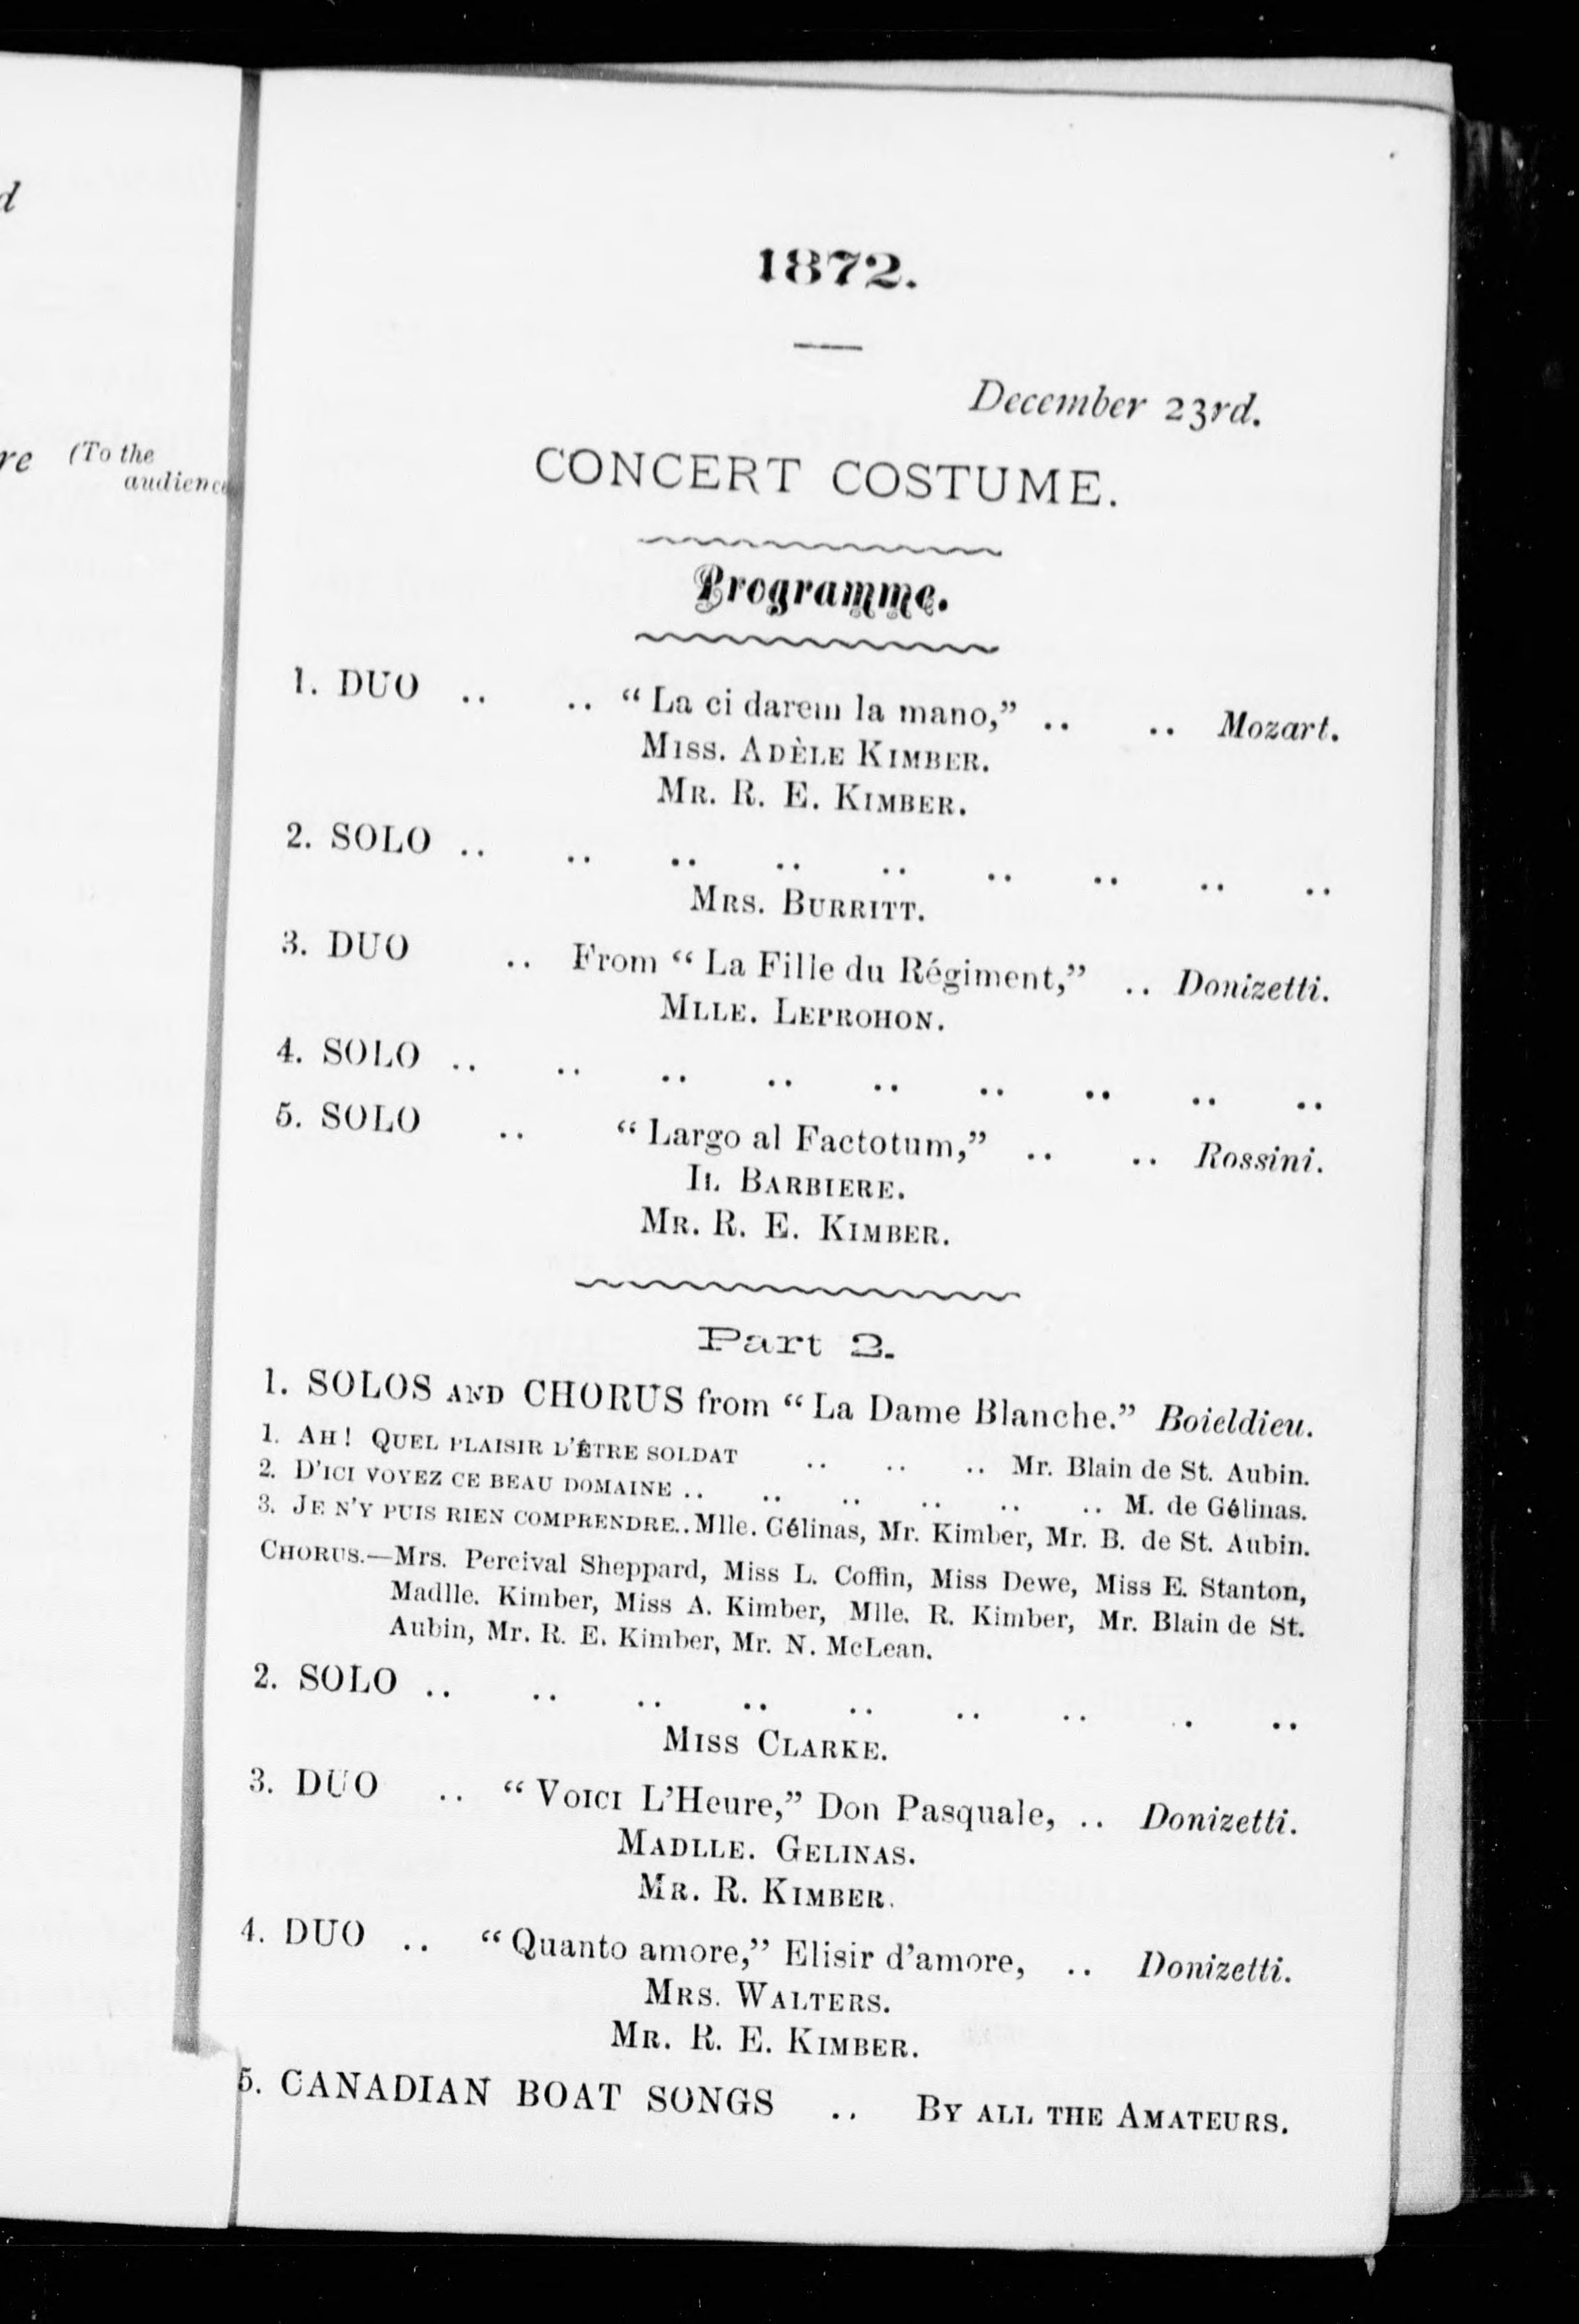 d
re (To the
audience
1872.
December 23rd.
CONCERT COSTUME.
Programme.
1. DUO .. .. “La ci darem la mano,” .. .. Mozart.
MISS. ADÈLE KIMBER.
MR. R. E. KIMBER.
2. SOLO .. .. .. .. .. .. .. .. ..
MRS. BURRITT.
3. DUO .. From “La Fille du Régiment,” .. Donizetti.
MLLE. LEPROHON.
4. SOLO .. .. .. .. .. .. .. .. ..
5. SOLO .. “Largo al Factotum,” .. .. Rossini.
IL BARBIERE.
MR. R. E. KIMBER.
Part 2.
1. SOLOS AND CHORUS from “La Dame Blanche.” Boieldieu.
1. AH! QUEL PLAISIR D’ÊTRE SOLDAT .. .. .. Mr. Blain de St. Aubin.
2. D’ICI VOYEZ CE BEAU DOMAINE .. .. .. .. .. .. M. de Gélinas.
3. JE N’Y PUIS RIEN COMPRENDRE..Mlle. Gélinas, Mr. Kimber, Mr. B. de St. Aubin.
CHORUS.—Mrs. Percival Sheppard, Miss L. Coffin, Miss Dewe, Miss E. Stanton,
Madlle. Kimber, Miss A. Kimber, Mlle. R. Kimber, Mr. Blain de St.
Aubin, Mr. R. E. Kimber, Mr. N. McLean.
2. SOLO .. .. .. .. .. .. .. . ..
MISS CLARKE.
3. DUO .. “VOICI L’Heure,” Don Pasquale, .. Donizetti.
MADLLE. GELINAS.
MR. R. KIMBER.
4. DUO .. “Quanto amore,” Elisir d’amore, .. Donizetti.
MRS. WALTERS.
MR. R. E. KIMBER.
5. CANADIAN BOAT SONGS .. BY ALL THE AMATEURS.